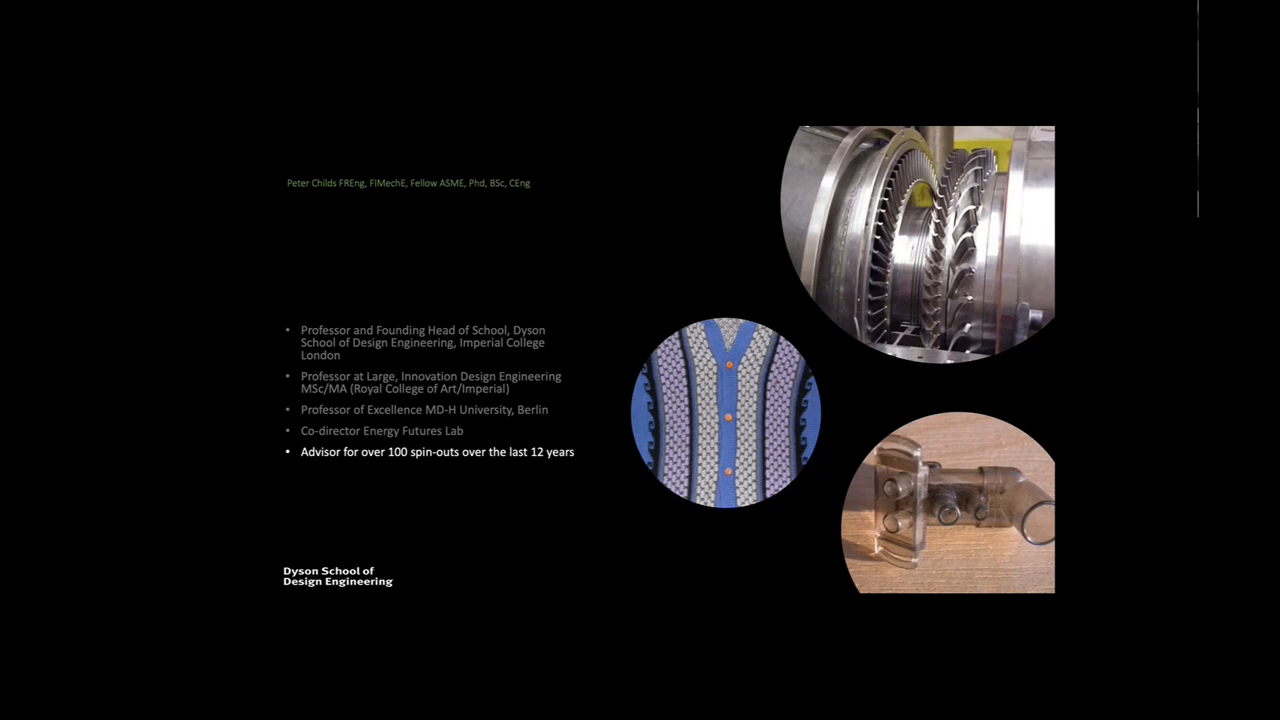 Peter Childs FREng, FIMechE, Fellow ASME, Phd, BSc, CEng
• Professor and Founding Head of School, Dyson
School of Design Engineering, Imperial College
London
• Professor at Large, Innovation Design Engineering
MSc/MA (Royal College of Art/Imperial)
• Professor of Excellence MD-H University, Berlin
• Co-director Energy Futures Lab
• Advisor for over 100 spin-outs over the last 12 years
Dyson School of
Design Engineering